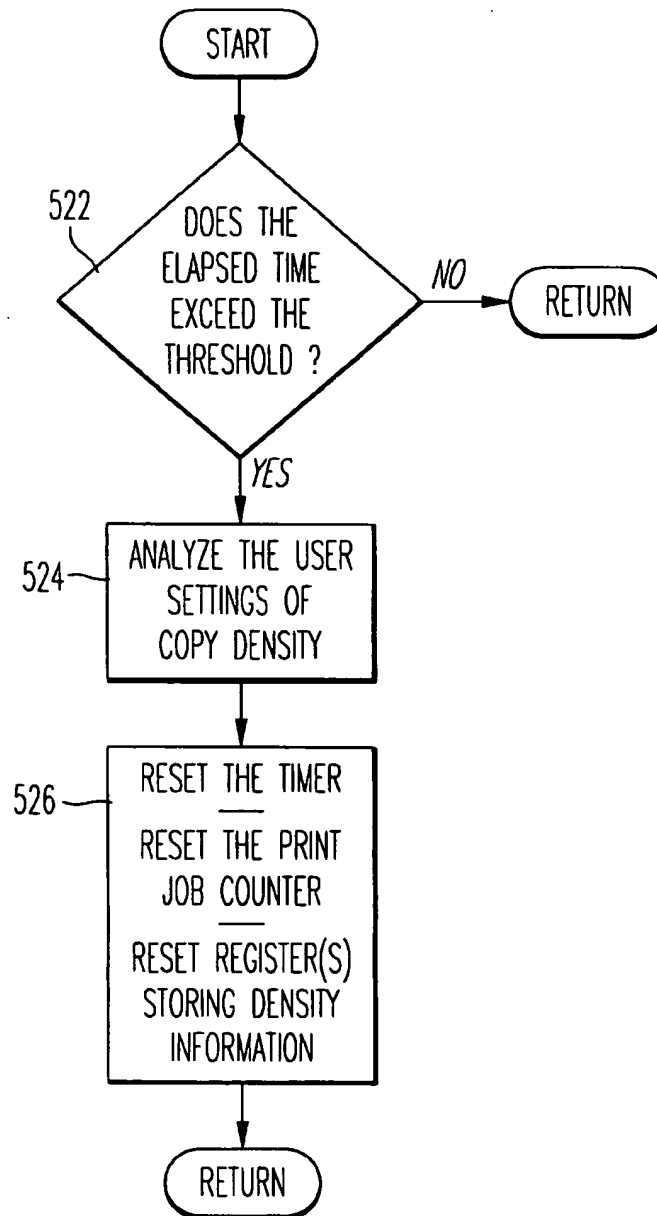 START
522
DOES THE
ELAPSED TIME
EXCEED THE
THRESHOLD ?
NO
RETURN
YES
524
ANALYZE THE USER
SETTINGS OF
COPY DENSITY
526
RESET THE TIMER
RESET THE PRINT
JOB COUNTER
RESET REGISTER(S)
STORING DENSITY
INFORMATION
RETURN